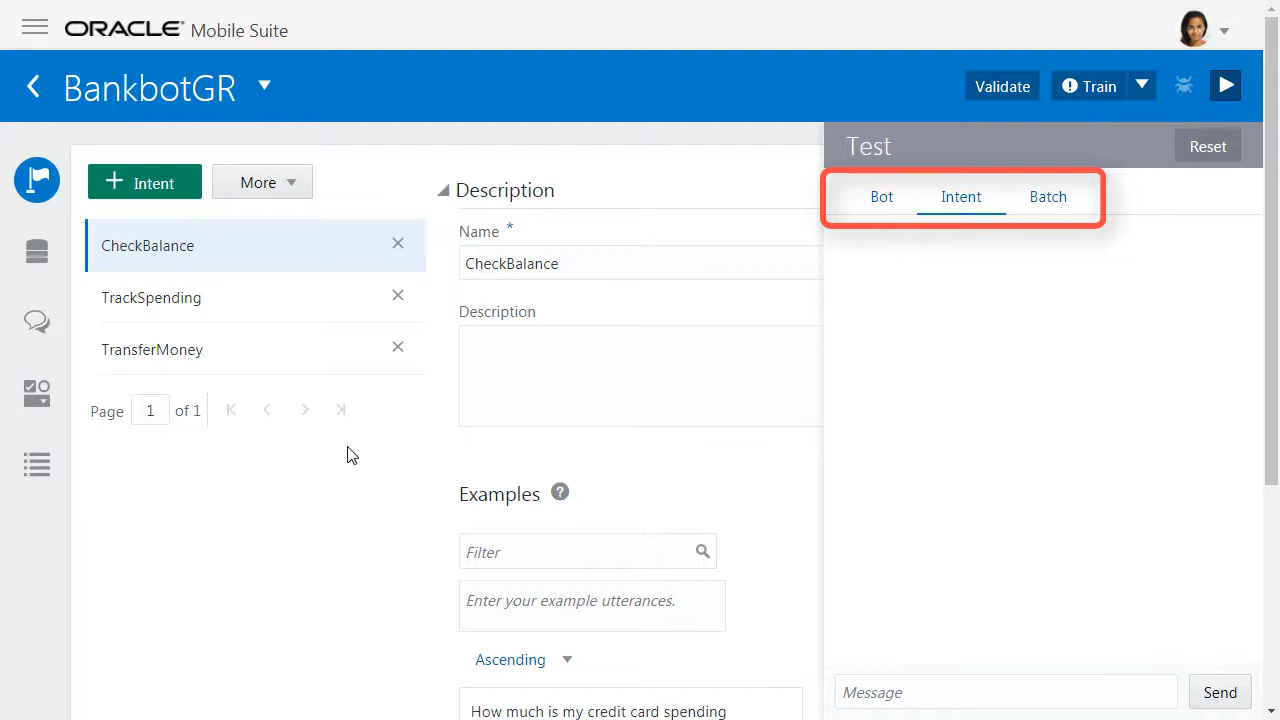 ORACLE® Mobile Suite
BankbotGR
Validate
Train
Test
Reset
Bot
Intent
Batch
Intent
More
CheckBalance
TrackSpending
TransferMoney
Page 1 of 1
Description
Name *
CheckBalance
Description
Examples ?
Filter
Enter your example utterances.
Ascending
How much is my credit card spending
Message
Send